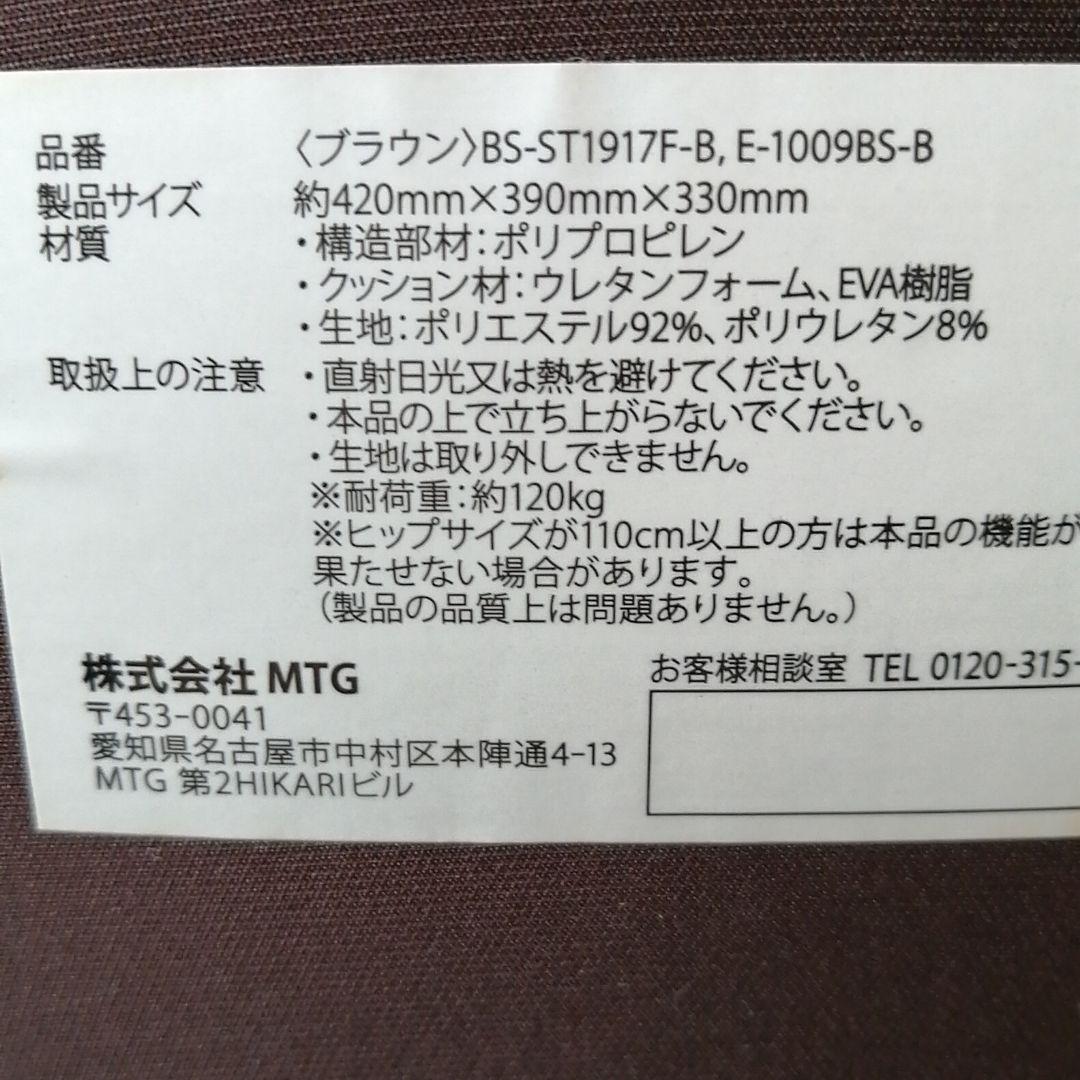 品番 〈ブラウン〉BS-ST1917F-B, E-1009BS-B
製品サイズ 約420mm×390mm×330mm
材質 ・構造部材：ポリプロピレン
・クッション材：ウレタンフォーム、EVA樹脂
・生地：ポリエステル92%、ポリウレタン8%
取扱上の注意 ・直射日光又は熱を避けてください。
・本品の上で立ち上がらないでください。
・生地は取り外しできません。
※耐荷重：約120kg
※ヒップサイズが110cm以上の方は本品の機能が
果たせない場合があります。
（製品の品質上は問題ありません。）
株式会社 MTG
〒453-0041
愛知県名古屋市中村区本陣通4-13
MTG 第2HIKARIビル
お客様相談室 TEL 0120-315-